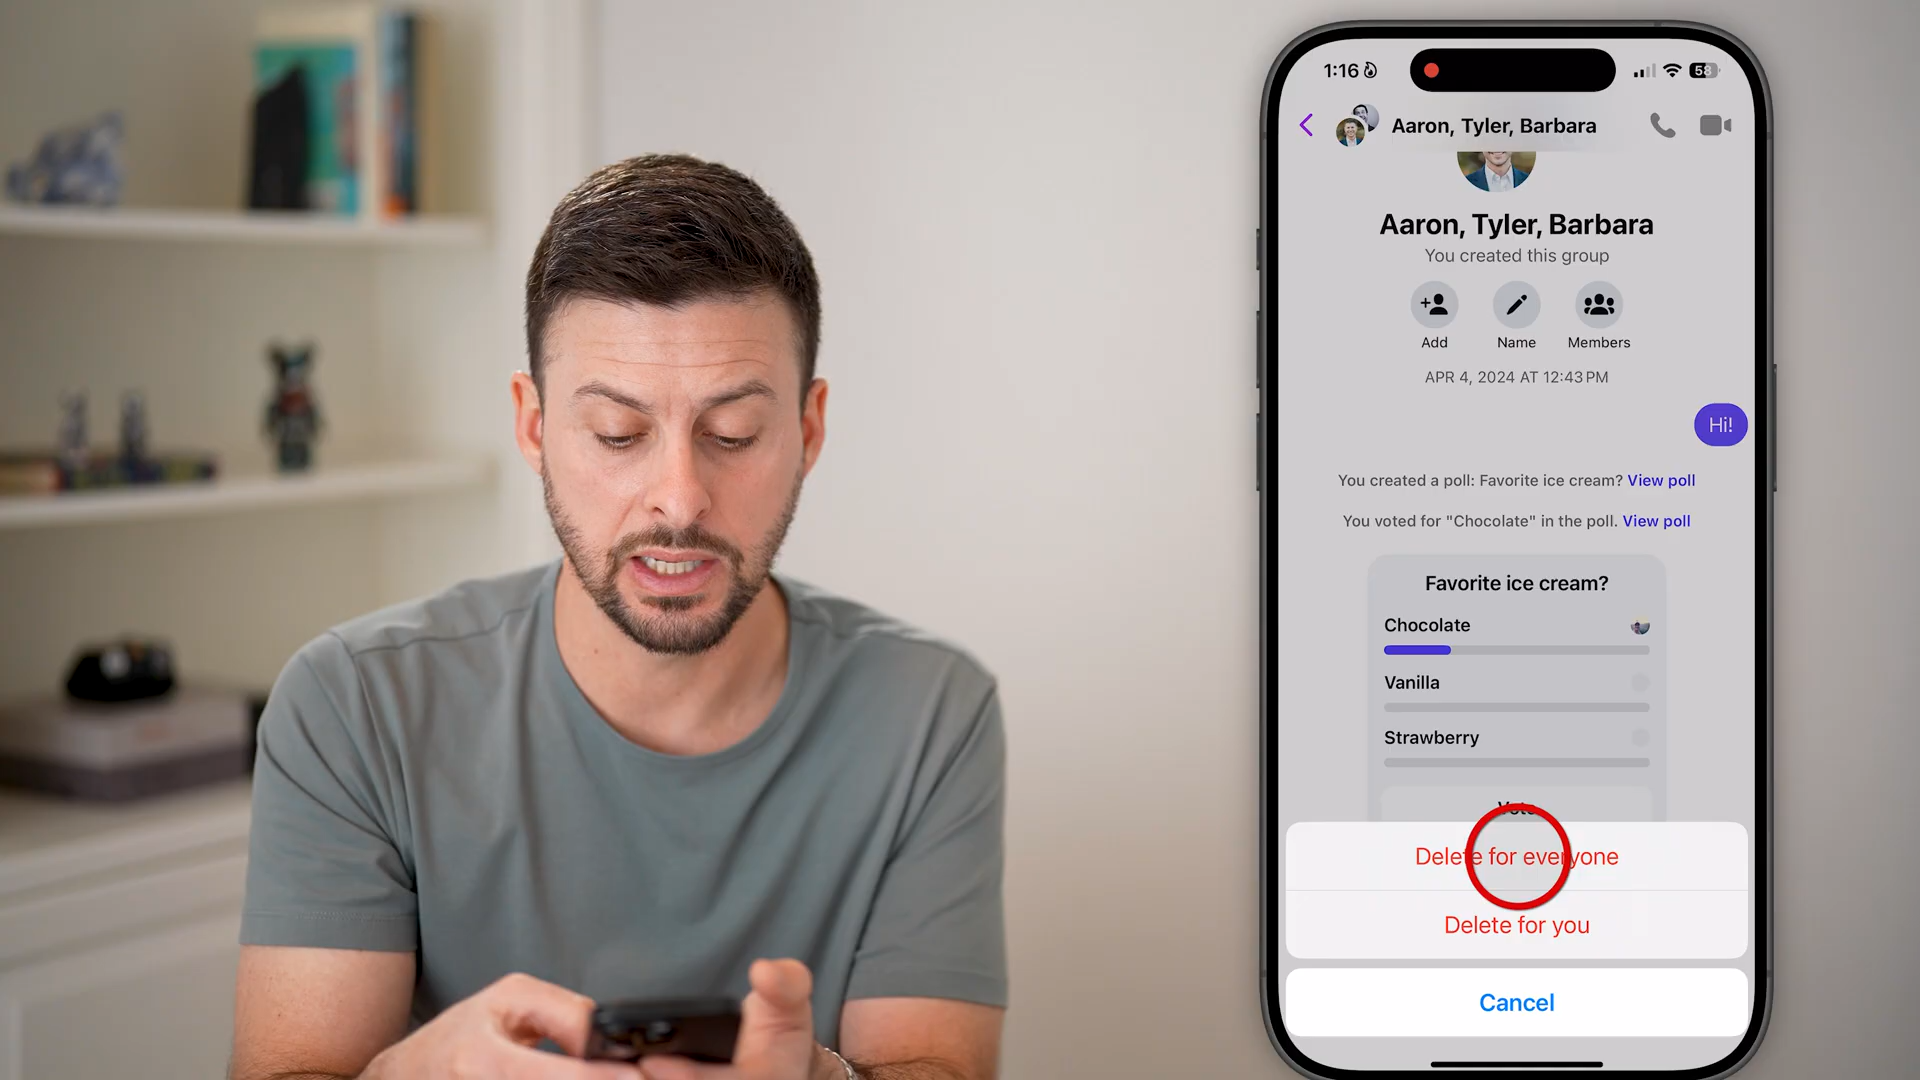 1:16
58
Aaron, Tyler, Barbara
Aaron, Tyler, Barbara
You created this group
Add Name Members
APR 4, 2024 AT 12:43 PM
Hi!
You created a poll: Favorite ice cream? View poll
You voted for "Chocolate" in the poll. View poll
Favorite ice cream?
Chocolate
Vanilla
Strawberry
Vote
Delete for everyone
Delete for you
Cancel